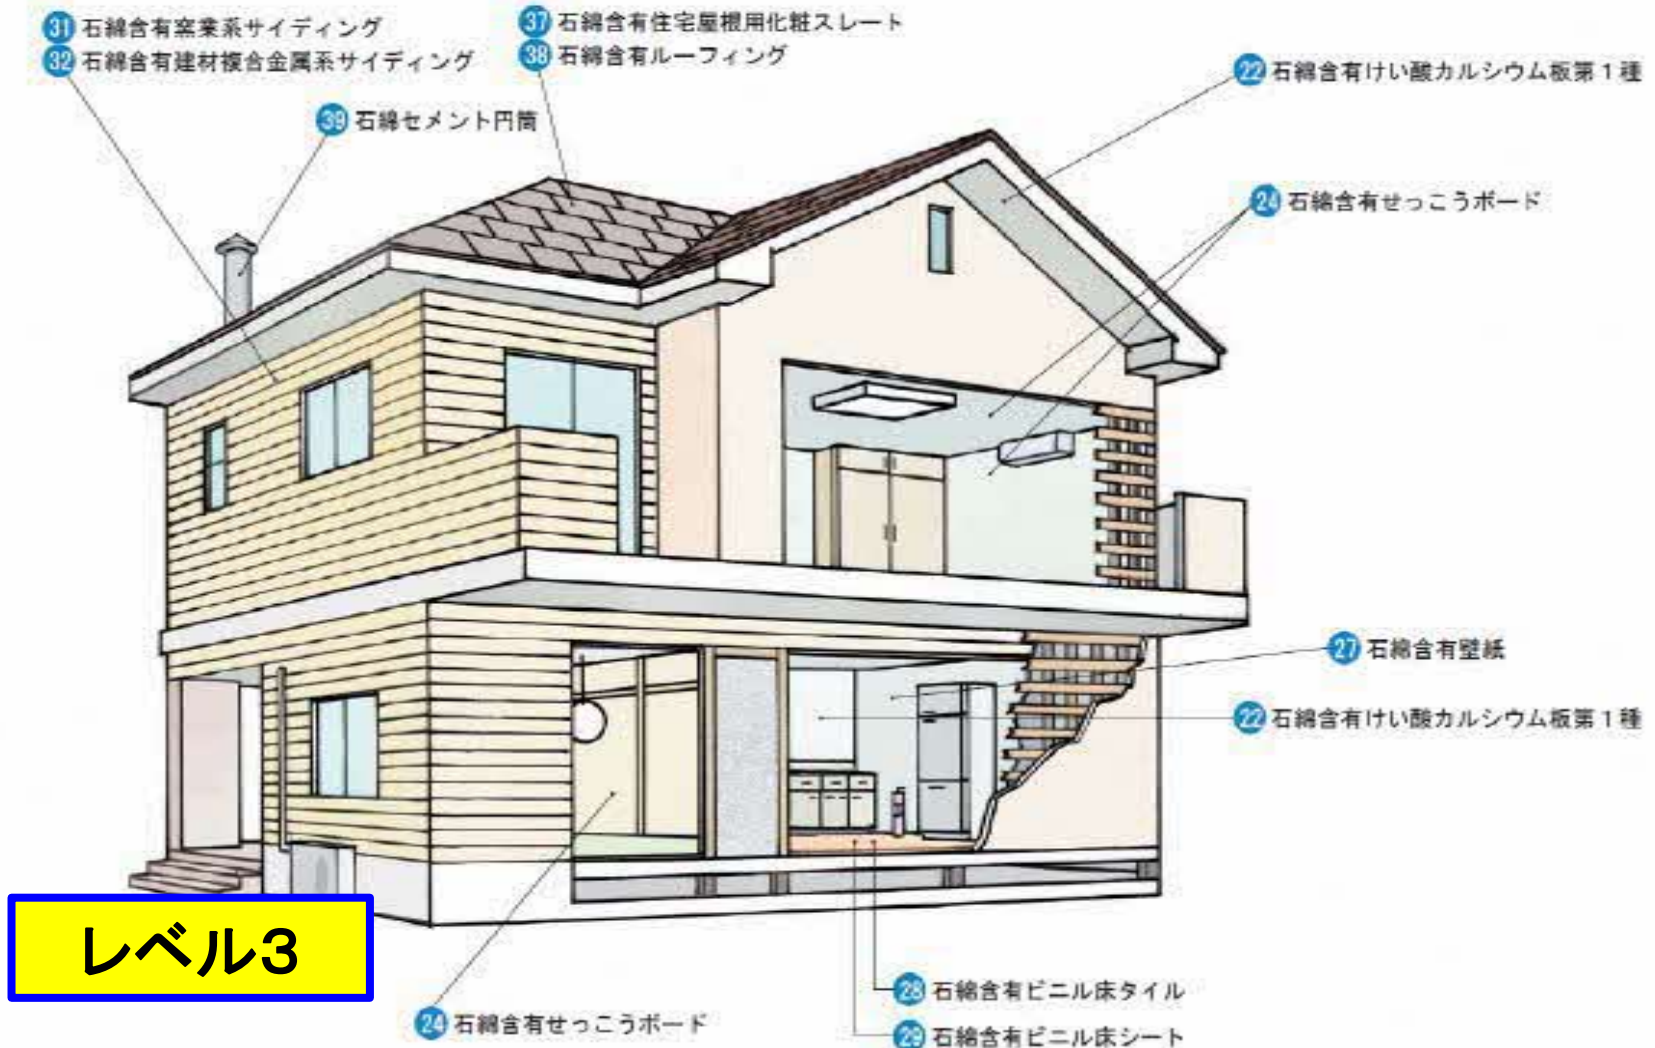 31 石綿含有窯業系サイディング
32 石綿含有建材複合金属系サイディング
37 石綿含有住宅屋根用化粧スレート
38 石綿含有ルーフィング
22 石綿含有けい酸カルシウム板第1種
39 石綿セメント円筒
24 石綿含有せっこうボード
27 石綿含有壁紙
22 石綿含有けい酸カルシウム板第1種
レベル3
28 石綿含有ビニル床タイル
24 石綿含有せっこうボード
29 石綿含有ビニル床シート